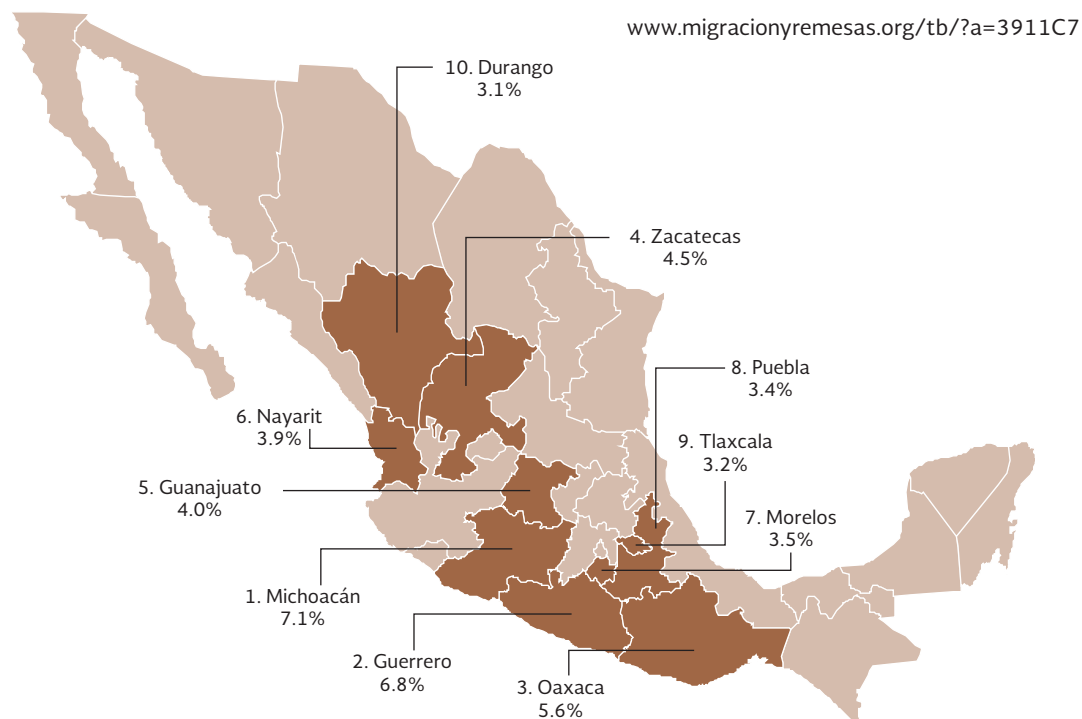 www.migracionyremesas.org/tb/?a=3911C7
10. Durango
3.1%
4. Zacatecas
4.5%
8. Puebla
3.4%
6. Nayarit
3.9%
9. Tlaxcala
3.2%
5. Guanajuato
4.0%
7. Morelos
3.5%
1. Michoacán
7.1%
2. Guerrero
6.8%
3. Oaxaca
5.6%